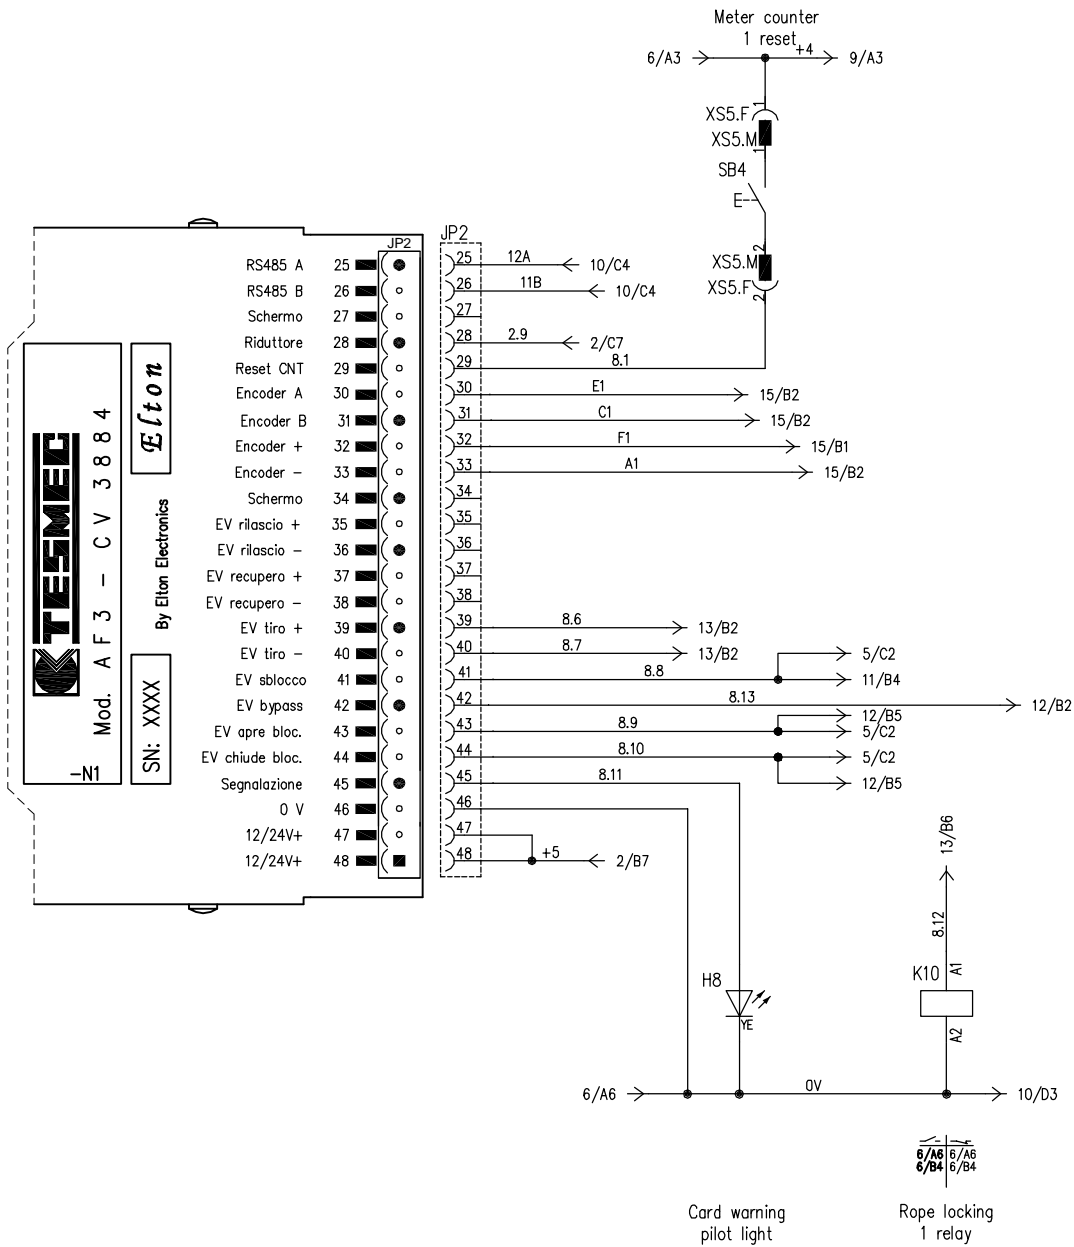 Meter counter
1 reset
6/A3 +4 9/A3
1
XS5.F
XS5.M
1
SB4
E
2
XS5.M
XS5.F
2
JP2 JP2
RS485 A 25 25 12A 10/C4
RS485 B 26 26 11B 10/C4
Schermo 27 27
Riduttore 28 28 2.9 2/C7
Reset CNT 29 29 8.1
Encoder A 30 30 E1 15/B2
Encoder B 31 31 C1 15/B2
Encoder + 32 32 F1 15/B1
Encoder – 33 33 A1 15/B2
Schermo 34 34
EV rilascio + 35 35
EV rilascio – 36 36
EV recupero + 37 37
EV recupero – 38 38
EV tiro + 39 39 8.6 13/B2
EV tiro – 40 40 8.7 13/B2
5/C2
EV sblocco 41 41 8.8 11/B4
EV bypass 42 42 8.13 12/B2
12/B5
EV apre bloc. 43 43 8.9 5/C2
EV chiude bloc. 44 44 8.10 5/C2
Segnalazione 45 45 8.11 12/B5
0 V 46 46
12/24V+ 47 47
12/24V+ 48 48 +5 2/B7
TESMEC
Mod. AF3 – CV 3884
–N1
Elton
By Elton Electronics
SN: XXXX
13/B6
8.12
H8
YE
K10
A1
A2
6/A6 0V 10/D3
6/A6 6/A6
6/B4 6/B4
Card warning
pilot light
Rope locking
1 relay